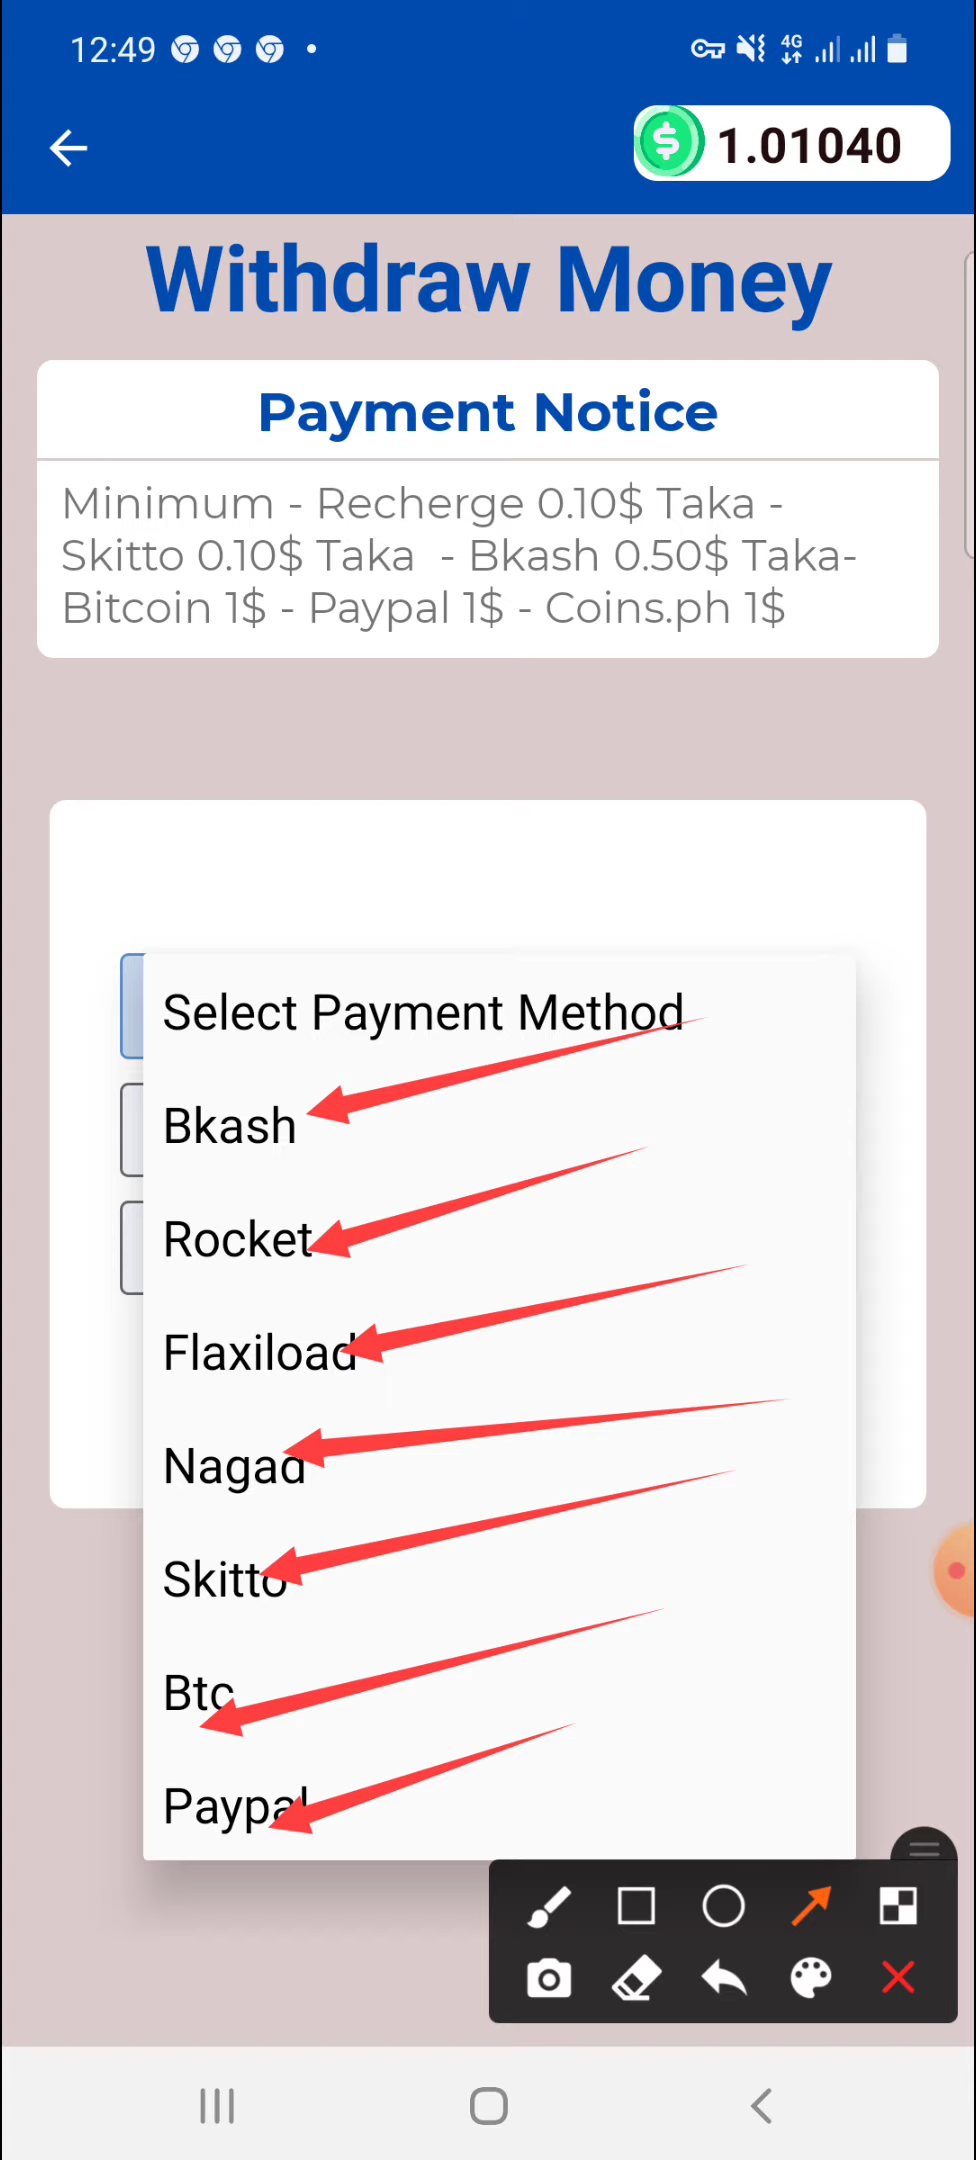 12:49
4G
1.01040
Withdraw Money
Payment Notice
Minimum - Recherge 0.10$ Taka -
Skitto 0.10$ Taka  - Bkash 0.50$ Taka-
Bitcoin 1$ - Paypal 1$ - Coins.ph 1$
Select Payment Method
Bkash
Rocket
Flaxiload
Nagad
Skitto
Btc
Paypal